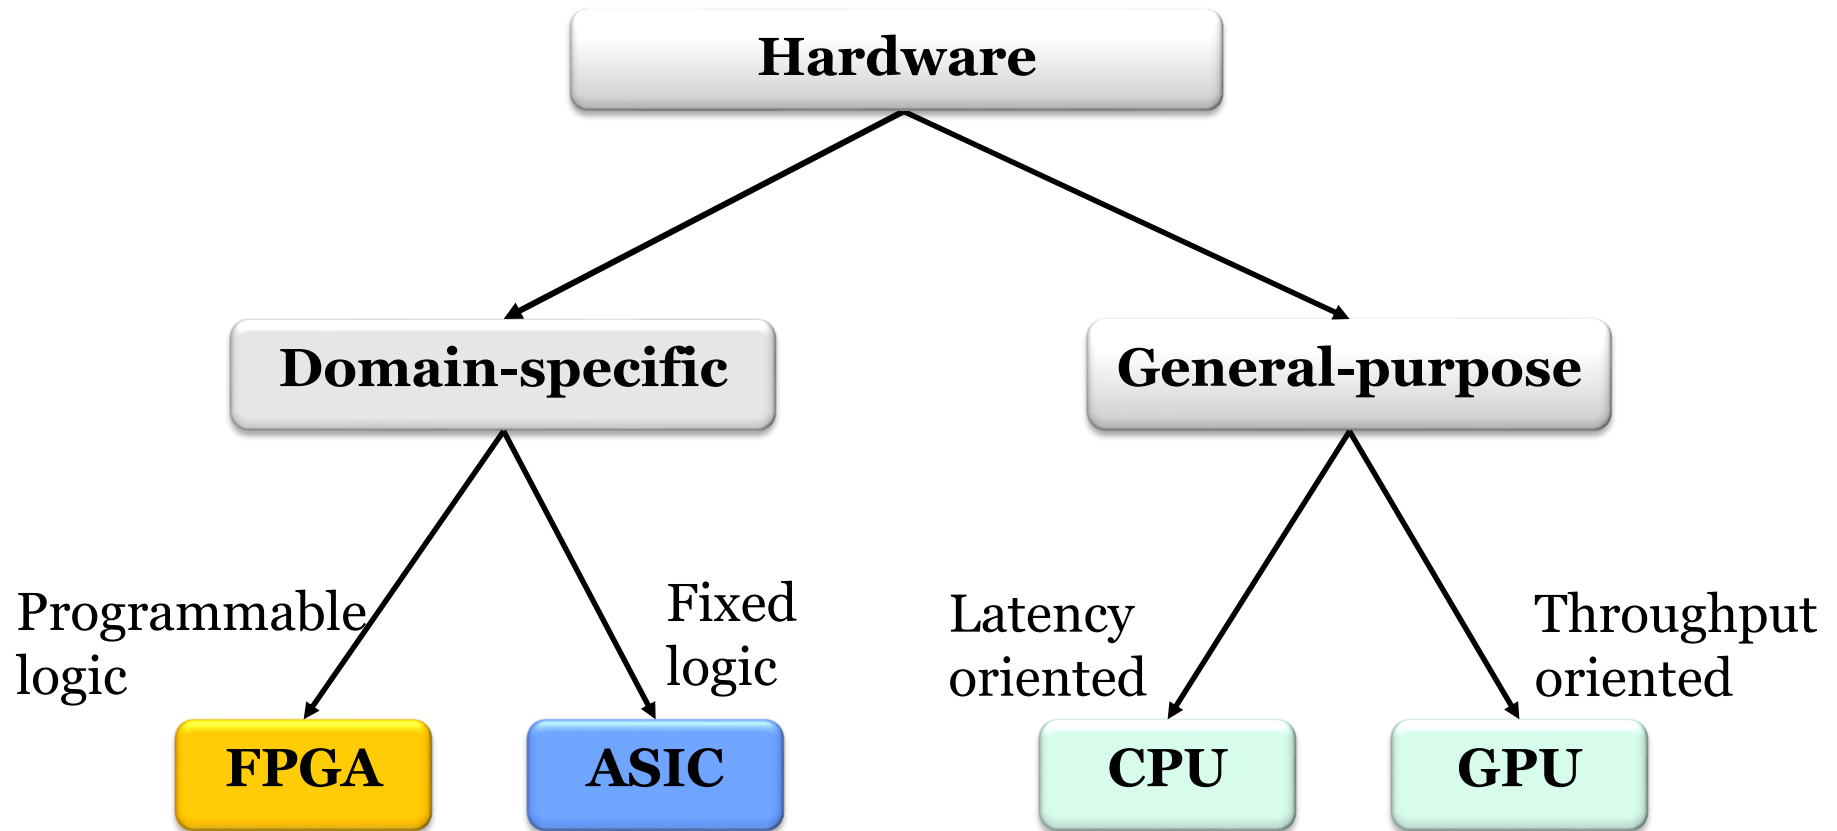 Hardware
Domain-specific
General-purpose
Programmable
logic
Fixed
logic
Latency
oriented
Throughput
oriented
FPGA
ASIC
CPU
GPU